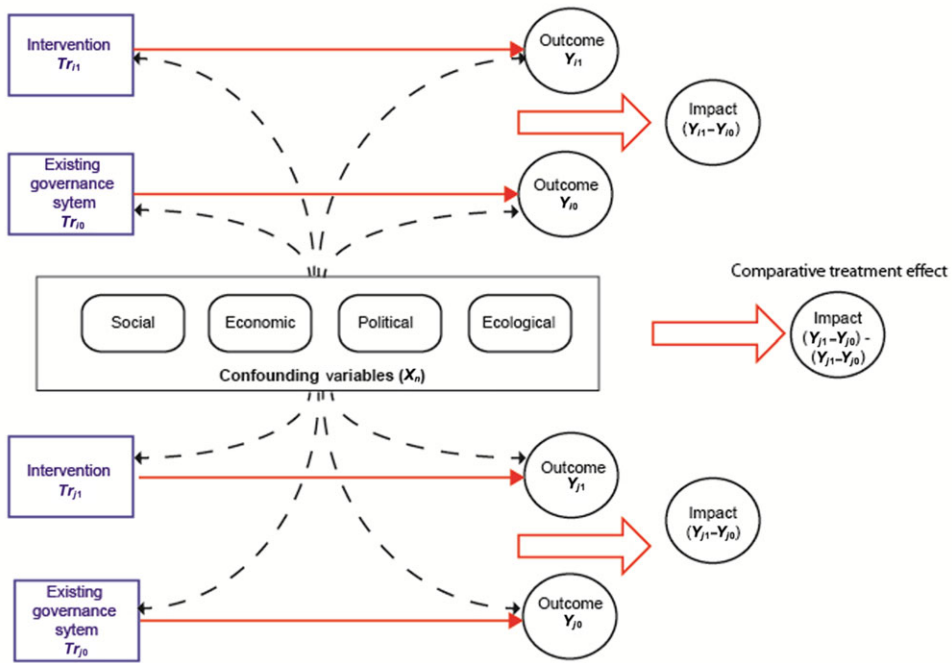 Intervention
Tri1
Outcome
Yi1
Impact
(Yi1–Yi0)
Existing
governance
sytem
Tri0
Outcome
Yi0
Comparative treatment effect
Social
Economic
Political
Ecological
Confounding variables (Xn)
Impact
(Yj1–Yj0) -
(Yj1–Yj0)
Intervention
Trj1
Outcome
Yj1
Impact
(Yj1–Yj0)
Existing
governance
sytem
Trj0
Outcome
Yj0